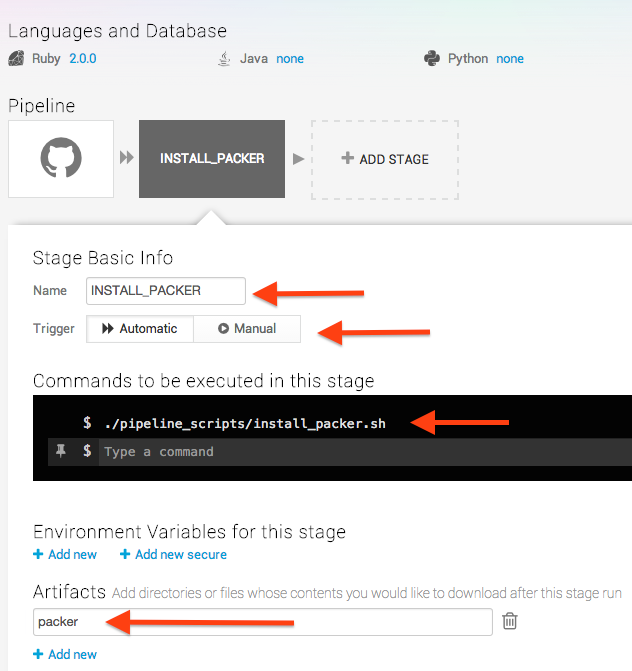 Languages and Database
Ruby 2.0.0 Java none Python none
Pipeline
INSTALL_PACKER ADD STAGE
Stage Basic Info
Name INSTALL_PACKER
Trigger Automatic Manual
Commands to be executed in this stage
$ ./pipeline_scripts/install_packer.sh
$ Type a command
Environment Variables for this stage
Add new Add new secure
Artifacts Add directories or files whose contents you would like to download after this stage run
packer
Add new